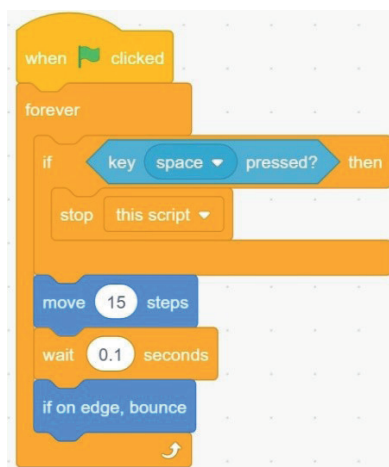 when clicked
forever
if key space pressed? then
stop this script
move 15 steps
wait 0.1 seconds
if on edge, bounce